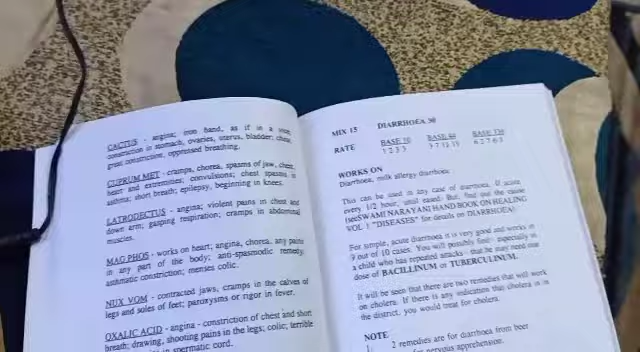 CACTUS - angina; iron band, as if in a
constriction in stomach, ovaries, uterus, bladder; chest,
great constriction, oppressed breathing.
CUPRUM MET - cramps, chorea, spasms of jaw, chest,
heart and extremities; convulsions; chest spasms in
asthma; short breath; epilepsy, beginning in knees.
LATRODECTUS - angina; violent pains in chest and
down arm; gasping respiration; cramps in abdominal
muscles.
MAG PHOS - works on heart; angina, chorea, any pains
in any part of the body; anti-spasmodic remedy;
asthmatic constriction; menses colic.
NUX VOM - contracted jaws, cramps in the calves of
legs and soles of feet; paroxysms or rigor in fever.
OXALIC ACID - angina - constriction of chest and short
breath; drawing, shooting pains in the legs; colic; terrible
in spermatic cord.
MIX 15 DIARRHOEA 30
RATE BASE 10 BASE 44 BASE
WORKS ON
Diarrhoea, milk allergy diarrhoea
This can be used in any case of diarrhoea. If acute
every 1/2 hour, until eased. But, find out the cause
(see SWAMI NARAYANI HAND BOOK ON HEALING
VOL 1 "DISEASES" for details on DIARRHOEA)
For simple, acute diarrhoea it is very good and works in
9 out of 10 cases. You will possibly find - especially in
a child who has repeated attacks - that he may need one
dose of BACILLINUM or TUBERCULINUM.
It will be seen that there are two remedies that will work
on cholera. If there is any indication that cholera is in
the district, you would treat for cholera.
NOTE
1: 2 remedies are for diarrhoea from beer
for nervous apprehension.